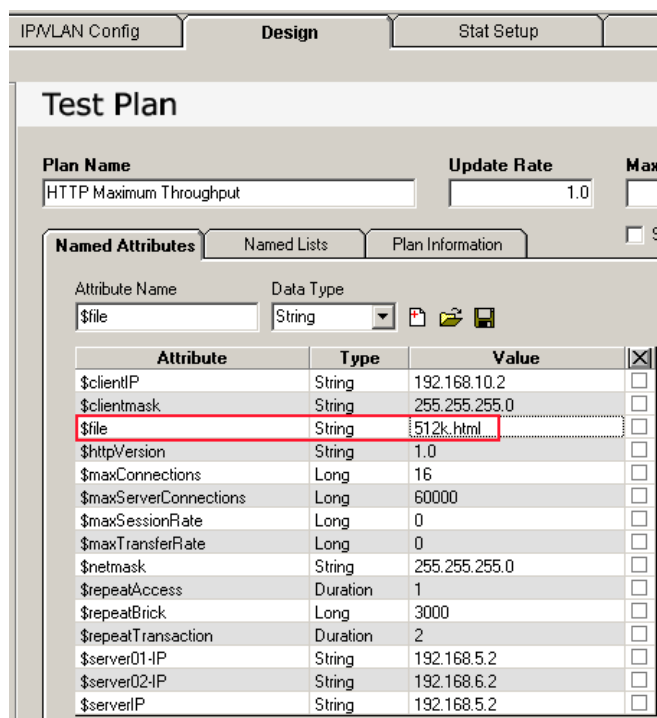 IP/VLAN Config Design Stat Setup
Test Plan
Plan Name Update Rate Max
HTTP Maximum Throughput 1.0
Named Attributes Named Lists Plan Information
Attribute Name Data Type
$file String
Attribute Type Value
$clientIP String 192.168.10.2
$clientmask String 255.255.255.0
$file String 512k.html
$httpVersion String 1.0
$maxConnections Long 16
$maxServerConnections Long 60000
$maxSessionRate Long 0
$maxTransferRate Long 0
$netmask String 255.255.255.0
$repeatAccess Duration 1
$repeatBrick Long 3000
$repeatTransaction Duration 2
$server01-IP String 192.168.5.2
$server02-IP String 192.168.6.2
$serverIP String 192.168.5.2